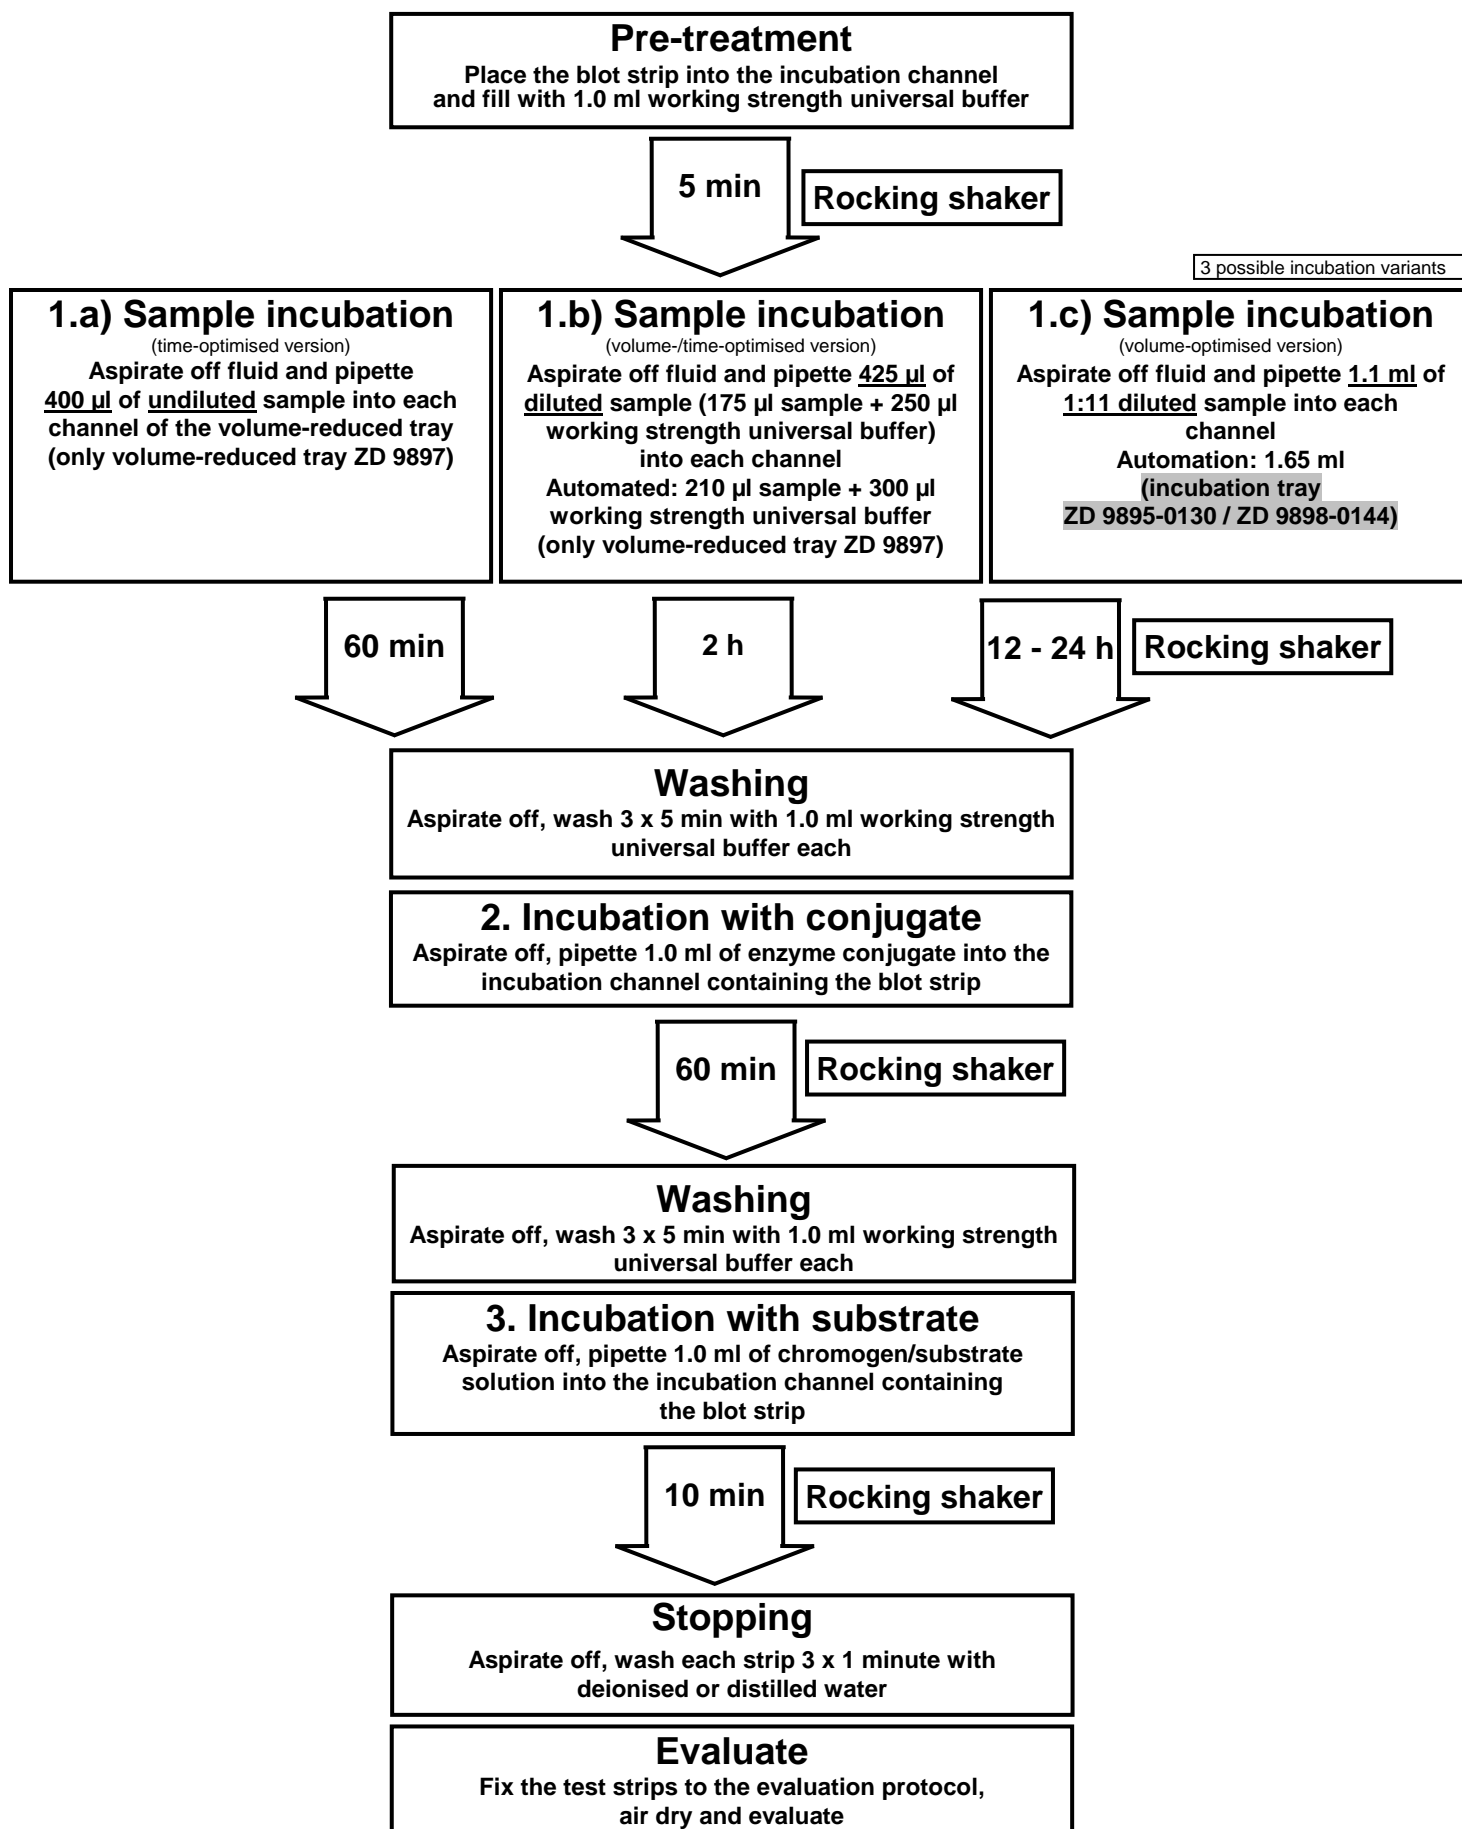 Pre-treatment
Place the blot strip into the incubation channel
and fill with 1.0 ml working strength universal buffer
5 min
Rocking shaker
3 possible incubation variants
1.a) Sample incubation
(time-optimised version)
Aspirate off fluid and pipette
400 µl of undiluted sample into each
channel of the volume-reduced tray
(only volume-reduced tray ZD 9897)
1.b) Sample incubation
(volume-/time-optimised version)
Aspirate off fluid and pipette 425 µl of
diluted sample (175 µl sample + 250 µl
working strength universal buffer)
into each channel
Automated: 210 µl sample + 300 µl
working strength universal buffer
(only volume-reduced tray ZD 9897)
1.c) Sample incubation
(volume-optimised version)
Aspirate off fluid and pipette 1.1 ml of
1:11 diluted sample into each
channel
Automation: 1.65 ml
(incubation tray
ZD 9895-0130 / ZD 9898-0144)
60 min
2 h
12 - 24 h
Rocking shaker
Washing
Aspirate off, wash 3 x 5 min with 1.0 ml working strength
universal buffer each
2. Incubation with conjugate
Aspirate off, pipette 1.0 ml of enzyme conjugate into the
incubation channel containing the blot strip
60 min
Rocking shaker
Washing
Aspirate off, wash 3 x 5 min with 1.0 ml working strength
universal buffer each
3. Incubation with substrate
Aspirate off, pipette 1.0 ml of chromogen/substrate
solution into the incubation channel containing
the blot strip
10 min
Rocking shaker
Stopping
Aspirate off, wash each strip 3 x 1 minute with
deionised or distilled water
Evaluate
Fix the test strips to the evaluation protocol,
air dry and evaluate